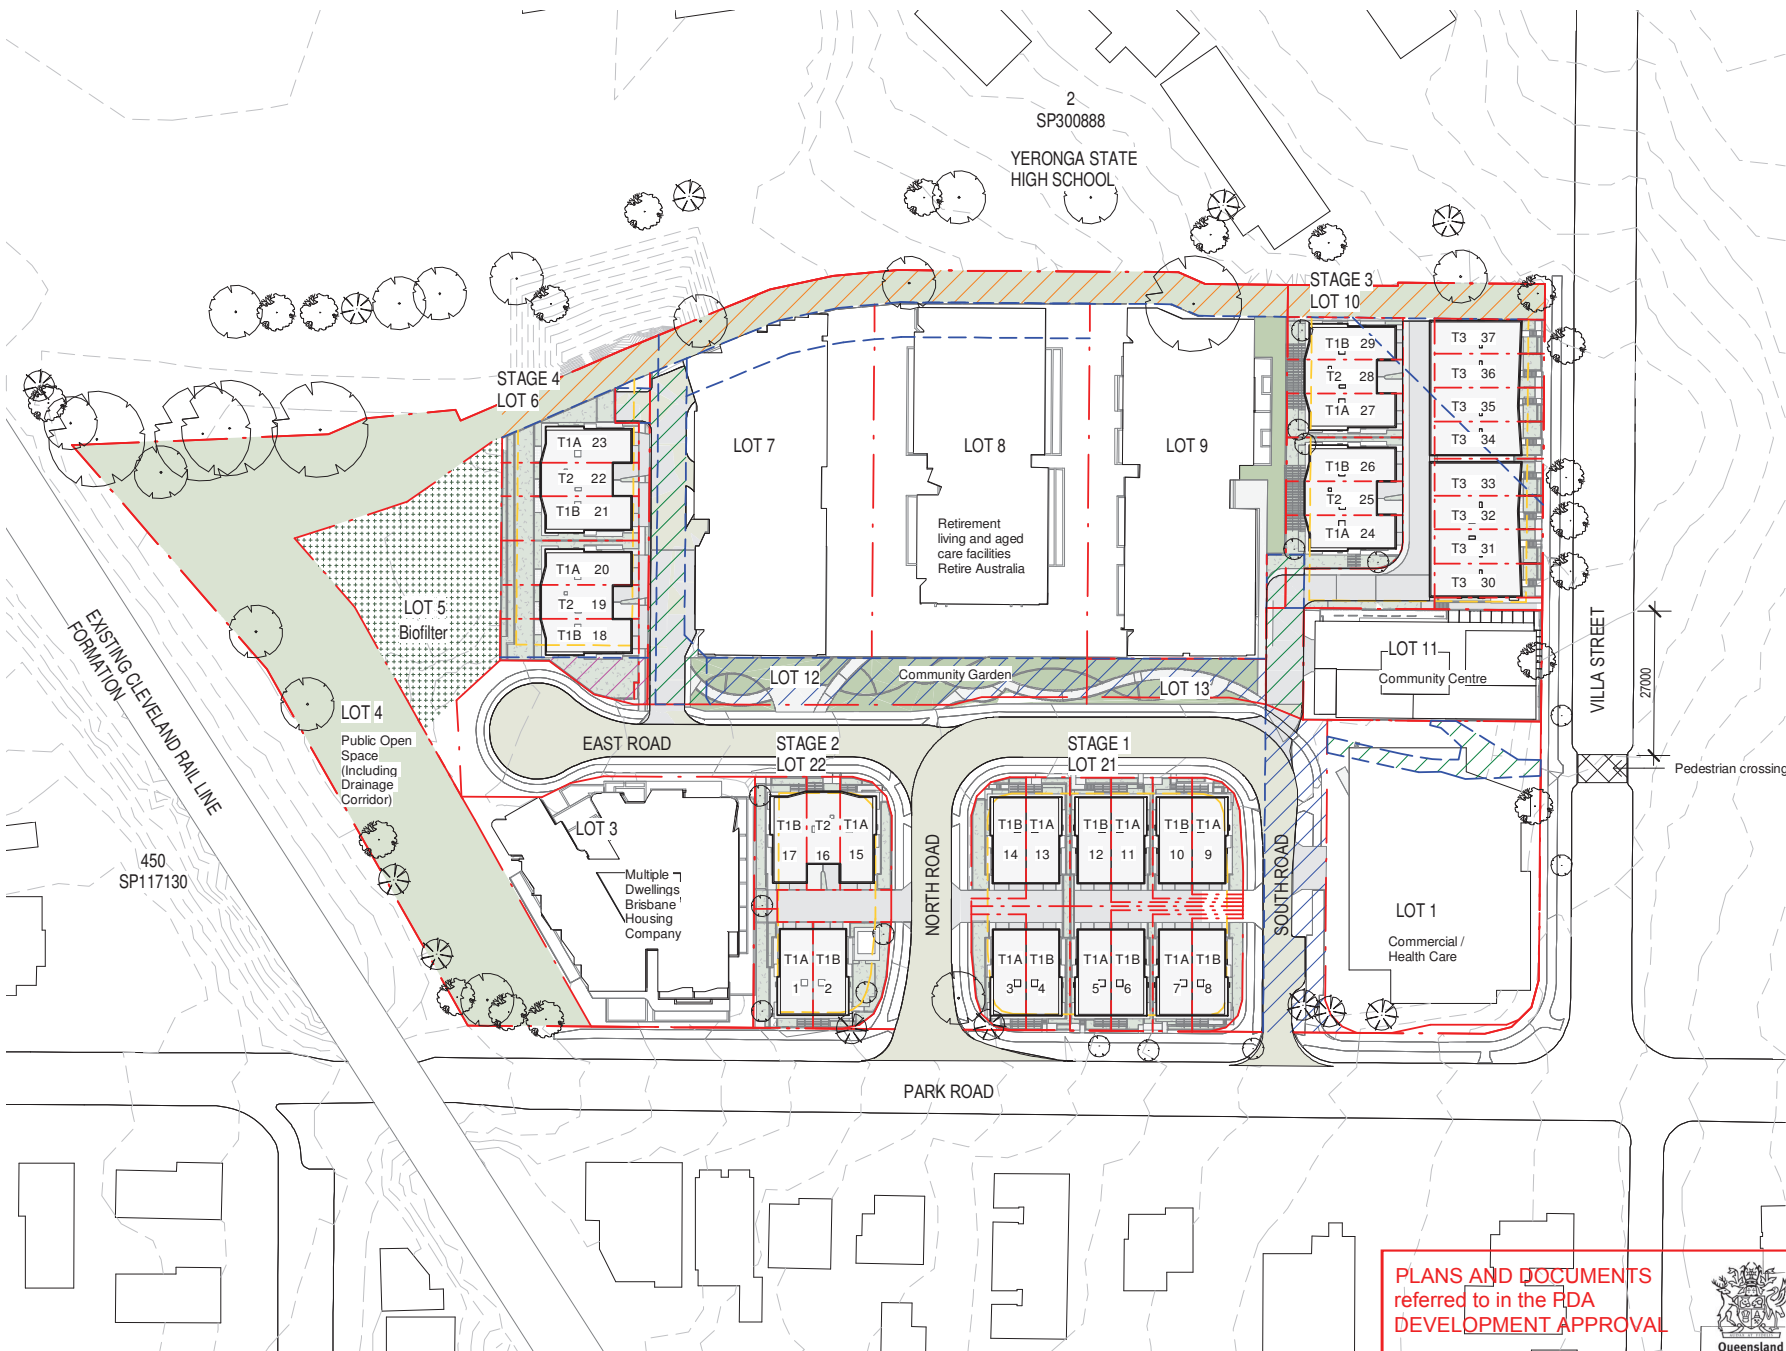 2
SP300888
YERONGA STATE
HIGH SCHOOL
STAGE 3
LOT 10
STAGE 4
LOT 6
T1B 29
T2 28
T1A 27
T1B 26
T2 25
T1A 24
T3 37
T3 36
T3 35
T3 34
T3 33
T3 32
T3 31
T3 30
T1A 23
T2 22
T1B 21
T1A 20
T2 19
T1B 18
LOT 7
LOT 8
LOT 9
Retirement
living and aged
care facilities
Retire Australia
LOT 5
Biofilter
LOT 11
Community Centre
LOT 12
Community Garden
LOT 13
VILLA STREET
27000
Pedestrian crossing
EXISTING CLEVELAND RAIL LINE
FORMATION
LOT 4
Public Open
Space
(Including
Drainage
Corridor)
EAST ROAD
STAGE 2
LOT 22
STAGE 1
LOT 21
450
SP117130
LOT 3
Multiple
Dwellings
Brisbane
Housing
Company
T1B T2 T1A
17 16 15
T1A T1B
1 2
NORTH ROAD
T1B T1A
14 13
T1B T1A
12 11
T1B T1A
10 9
T1A T1B
3 4
T1A T1B
5 6
T1A T1B
7 8
SOUTH ROAD
LOT 1
Commercial /
Health Care
PARK ROAD
PLANS AND DOCUMENTS
referred to in the PDA
DEVELOPMENT APPROVAL
Queensland